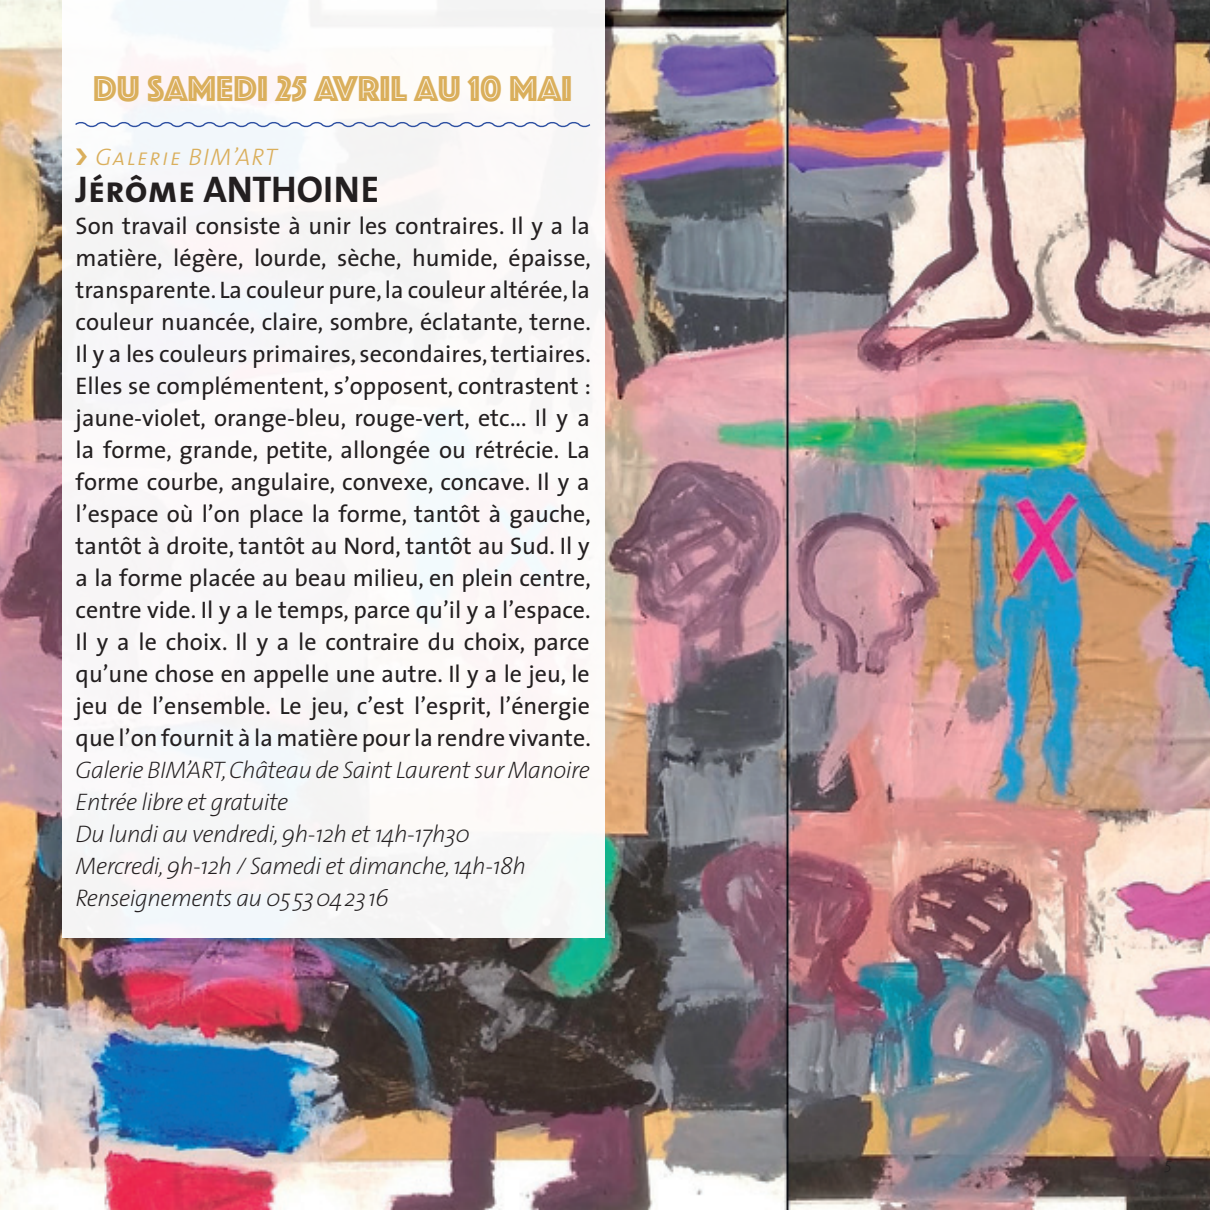 DU SAMEDI 25 AVRIL AU 10 MAI
› Galerie BIM’ART
Jérôme ANTHOINE
Son travail consiste à unir les contraires. Il y a la
matière, légère, lourde, sèche, humide, épaisse,
transparente. La couleur pure, la couleur altérée, la
couleur nuancée, claire, sombre, éclatante, terne.
Il y a les couleurs primaires, secondaires, tertiaires.
Elles se complémentent, s’opposent, contrastent :
jaune-violet, orange-bleu, rouge-vert, etc... Il y a
la forme, grande, petite, allongée ou rétrécie. La
forme courbe, angulaire, convexe, concave. Il y a
l’espace où l’on place la forme, tantôt à gauche,
tantôt à droite, tantôt au Nord, tantôt au Sud. Il y
a la forme placée au beau milieu, en plein centre,
centre vide. Il y a le temps, parce qu’il y a l’espace.
Il y a le choix. Il y a le contraire du choix, parce
qu’une chose en appelle une autre. Il y a le jeu, le
jeu de l’ensemble. Le jeu, c’est l’esprit, l’énergie
que l’on fournit à la matière pour la rendre vivante.
Galerie BIM’ART, Château de Saint Laurent sur Manoire
Entrée libre et gratuite
Du lundi au vendredi, 9h-12h et 14h-17h30
Mercredi, 9h-12h / Samedi et dimanche, 14h-18h
Renseignements au 05 53 04 23 16